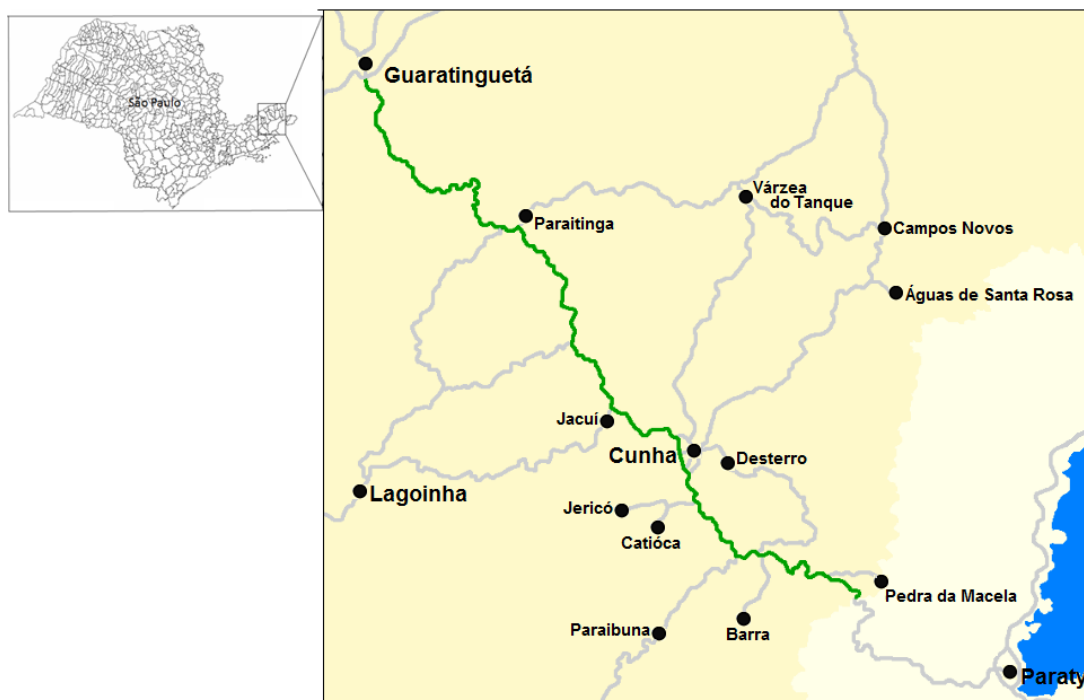 São Paulo
Guaratinguetá
Várzea
do Tanque
Paraitinga
Campos Novos
Águas de Santa Rosa
Jacuí
Cunha
Desterro
Lagoinha
Jericó
Catióca
Pedra da Macela
Paraibuna
Barra
Paraty